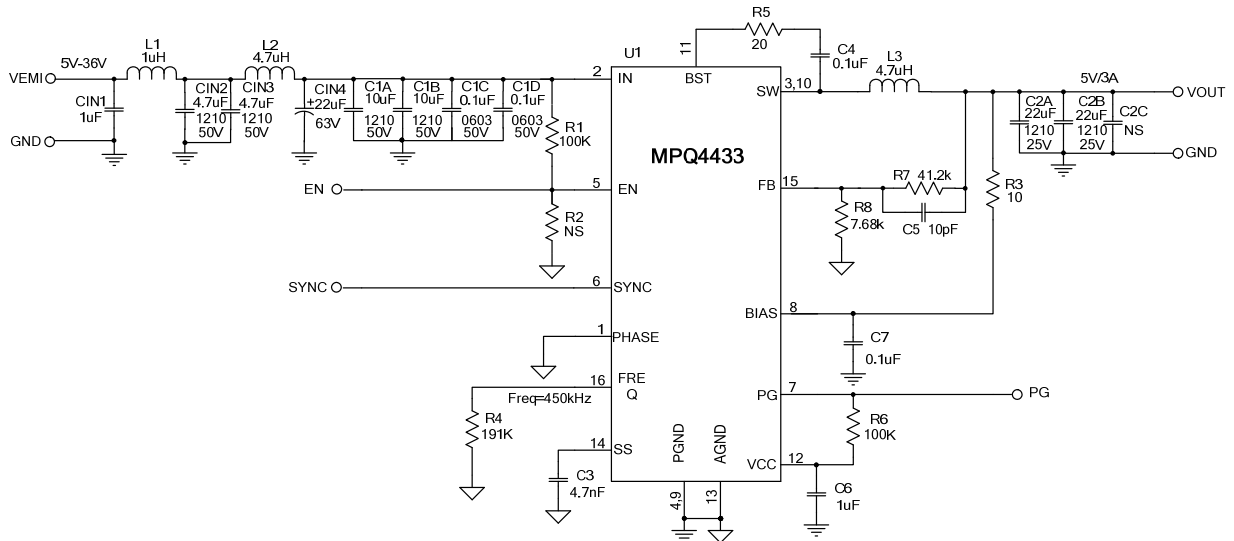 VEMI
5V-36V
L1
1uH
L2
4.7uH
CIN1
1uF
GND
CIN2
4.7uF
1210
50V
CIN3
4.7uF
1210
50V
CIN4
+
22uF
63V
C1A
10uF
1210
50V
C1B
10uF
1210
50V
C1C
0.1uF
0603
50V
C1D
0.1uF
0603
50V
R1
100K
EN
R2
NS
SYNC
U1
MPQ4433
2 IN
5 EN
6 SYNC
1 PHASE
16 FRE
Q
Freq=450kHz
R4
191K
14 SS
C3
4.7nF
11
BST
R5
20
C4
0.1uF
SW 3,10
L3
4.7uH
5V/3A
VOUT
C2A
22uF
1210
25V
C2B
22uF
1210
25V
C2C
NS
GND
FB 15
R7 41.2k
R8
7.68k
C5 10pF
R3
10
BIAS 8
C7
0.1uF
PG 7
PG
R6
100K
VCC 12
C6
1uF
PGND
AGND
4,9
13